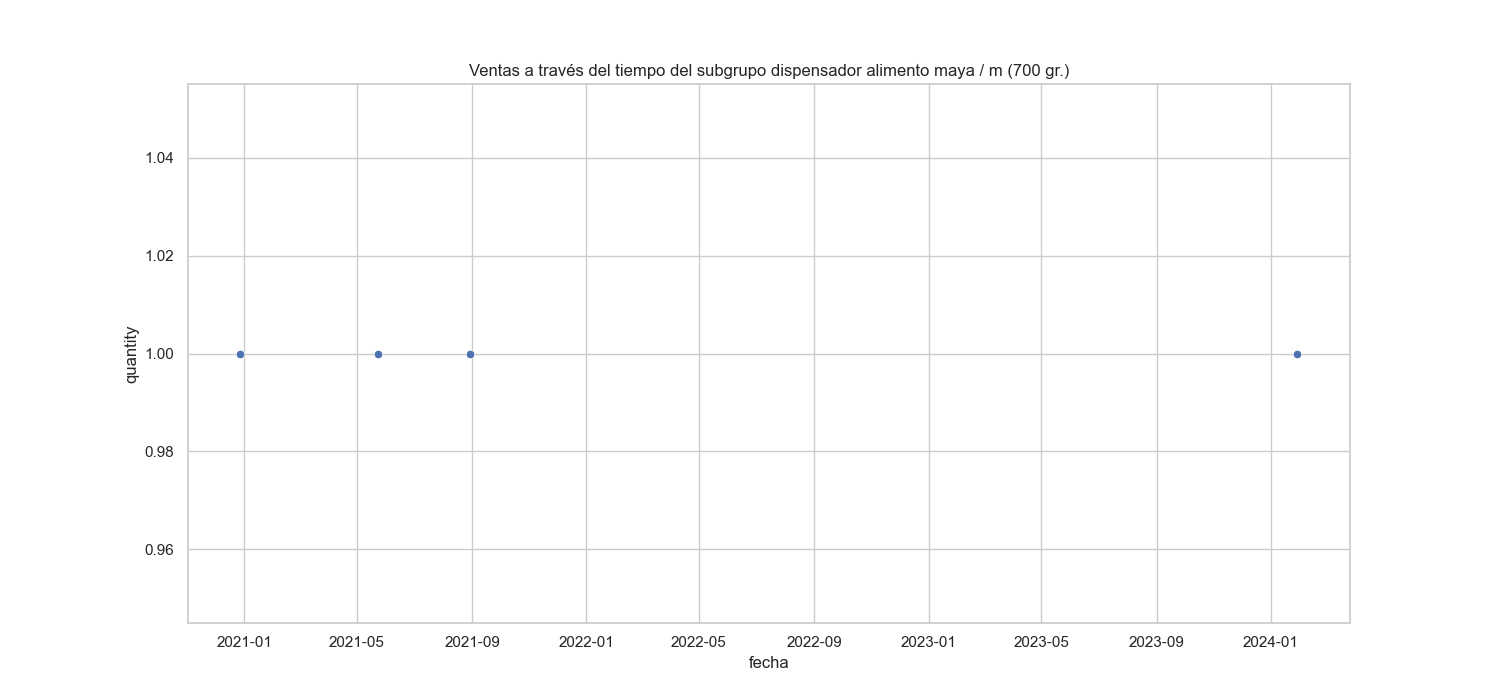 Ventas a través del tiempo del subgrupo dispensador alimento maya / m (700 gr.)
1.04
1.02
1.00
0.98
0.96
quantity
2021-01 2021-05 2021-09 2022-01 2022-05 2022-09 2023-01 2023-05 2023-09 2024-01
fecha